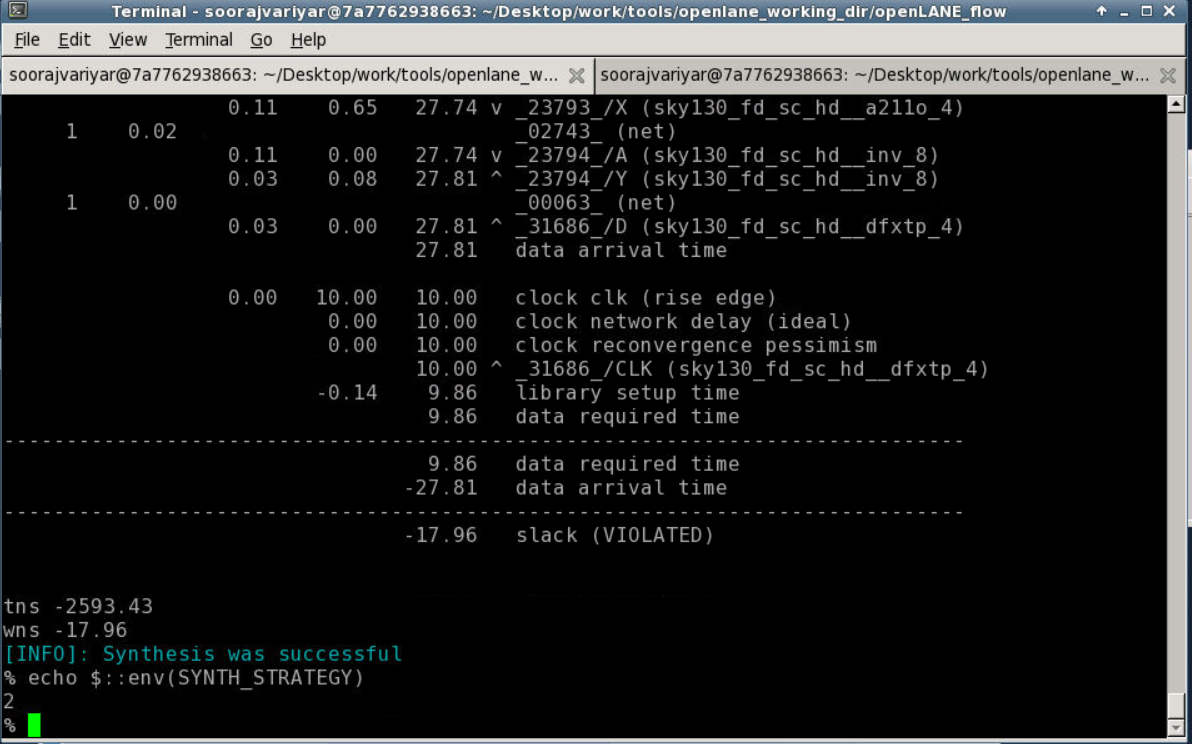 Terminal - soorajvariyar@7a7762938663: ~/Desktop/work/tools/openlane_working_dir/openLANE_flow
File Edit View Terminal Go Help
soorajvariyar@7a7762938663: ~/Desktop/work/tools/openlane_w... soorajvariyar@7a7762938663: ~/Desktop/work/tools/openlane_w...
0.11 0.65 27.74 v _23793_/X (sky130_fd_sc_hd__a211o_4)
1 0.02 _02743_ (net)
0.11 0.00 27.74 v _23794_/A (sky130_fd_sc_hd__inv_8)
0.03 0.08 27.81 ^ _23794_/Y (sky130_fd_sc_hd__inv_8)
1 0.00 _00063_ (net)
0.03 0.00 27.81 ^ _31686_/D (sky130_fd_sc_hd__dfxtp_4)
27.81 data arrival time
0.00 10.00 10.00 clock clk (rise edge)
0.00 10.00 clock network delay (ideal)
0.00 10.00 clock reconvergence pessimism
10.00 ^ _31686_/CLK (sky130_fd_sc_hd__dfxtp_4)
-0.14 9.86 library setup time
9.86 data required time
-----------------------------------------------------------------------------
9.86 data required time
-27.81 data arrival time
-----------------------------------------------------------------------------
-17.96 slack (VIOLATED)
tns -2593.43
wns -17.96
[INFO]: Synthesis was successful
% echo $::env(SYNTH_STRATEGY)
2
%